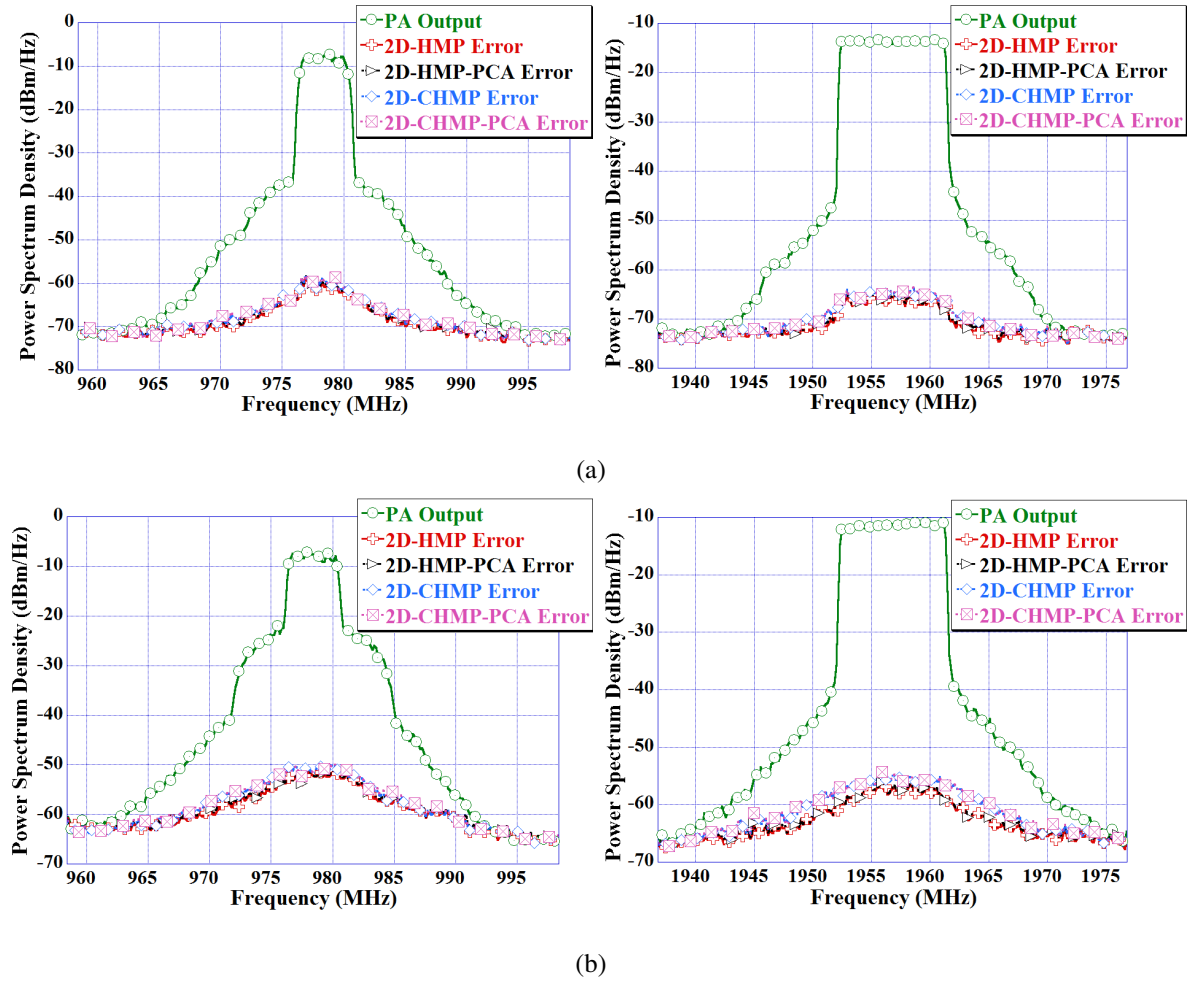 PA Output
2D-HMP Error
2D-HMP-PCA Error
2D-CHMP Error
2D-CHMP-PCA Error
Power Spectrum Density (dBm/Hz)
0
-10
-20
-30
-40
-50
-60
-70
-80
960 965 970 975 980 985 990 995
Frequency (MHz)
PA Output
2D-HMP Error
2D-HMP-PCA Error
2D-CHMP Error
2D-CHMP-PCA Error
Power Spectrum Density (dBm/Hz)
-10
-20
-30
-40
-50
-60
-70
-80
1940 1945 1950 1955 1960 1965 1970 1975
Frequency (MHz)
(a)
PA Output
2D-HMP Error
2D-HMP-PCA Error
2D-CHMP Error
2D-CHMP-PCA Error
Power Spectrum Density (dBm/Hz)
0
-10
-20
-30
-40
-50
-60
-70
960 965 970 975 980 985 990 995
Frequency (MHz)
PA Output
2D-HMP Error
2D-HMP-PCA Error
2D-CHMP Error
2D-CHMP-PCA Error
Power Spectrum Density (dBm/Hz)
-10
-20
-30
-40
-50
-60
-70
1940 1945 1950 1955 1960 1965 1970 1975
Frequency (MHz)
(b)